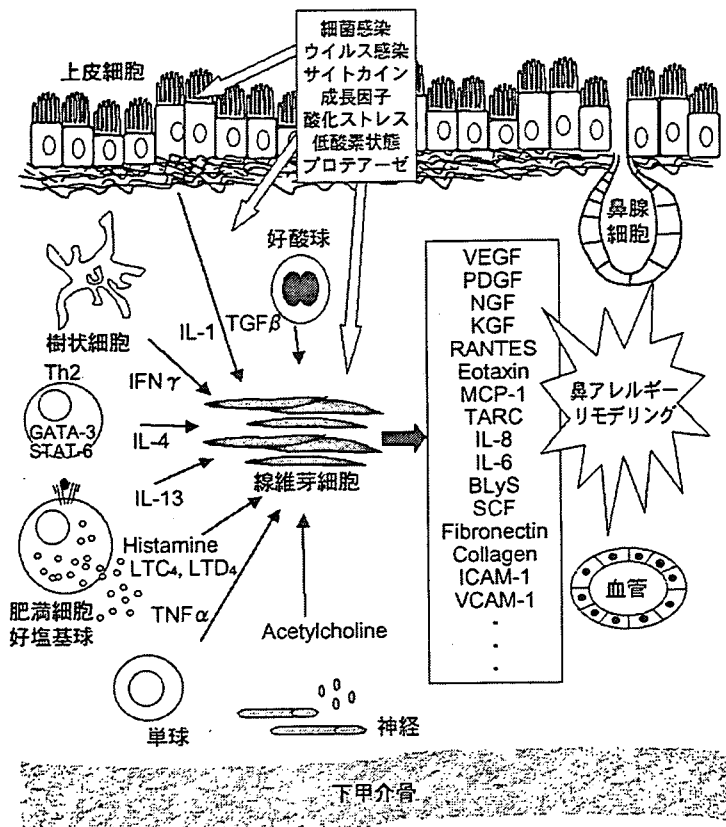 細菌感染
ウイルス感染
サイトカイン
成長因子
酸化ストレス
低酸素状態
プロテアーゼ
上皮細胞
鼻腺
細胞
好酸球
樹状細胞
IL-1
TGFβ
IFNγ
Th2
GATA-3
STAT-6
IL-4
IL-13
線維芽細胞
Histamine
LTC₄, LTD₄
肥満細胞
好塩基球
TNFα
Acetylcholine
単球
神経
VEGF
PDGF
NGF
KGF
RANTES
Eotaxin
MCP-1
TARC
IL-8
IL-6
BLyS
SCF
Fibronectin
Collagen
ICAM-1
VCAM-1
・
・
・
鼻アレルギー
リモデリング
血管
下甲介骨